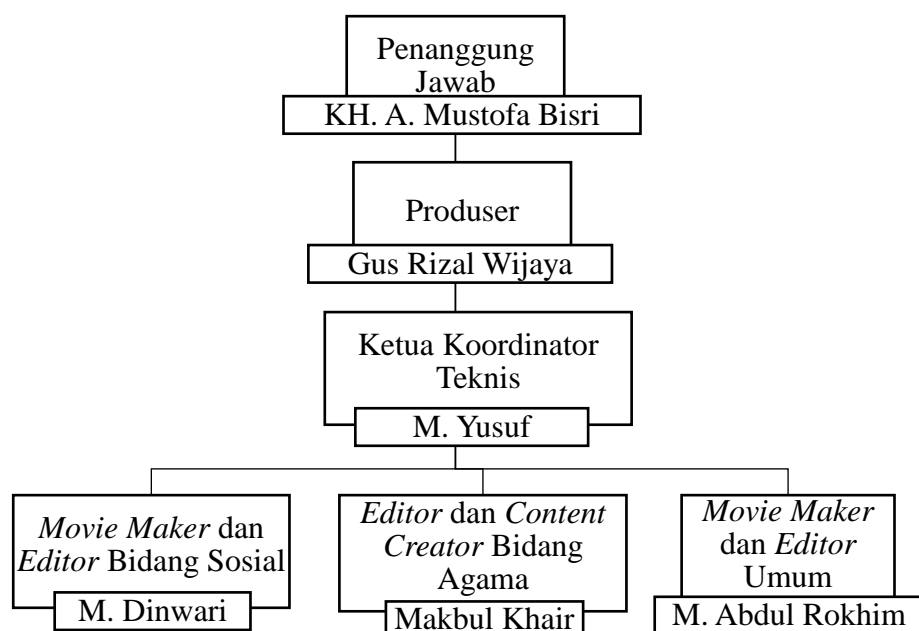 Penanggung
Jawab
KH. A. Mustofa Bisri
Produser
Gus Rizal Wijaya
Ketua Koordinator
Teknis
M. Yusuf
Movie Maker dan
Editor Bidang Sosial
M. Dinwari
Editor dan Content
Creator Bidang
Agama
Makbul Khair
Movie Maker
dan Editor
Umum
M. Abdul Rokhim